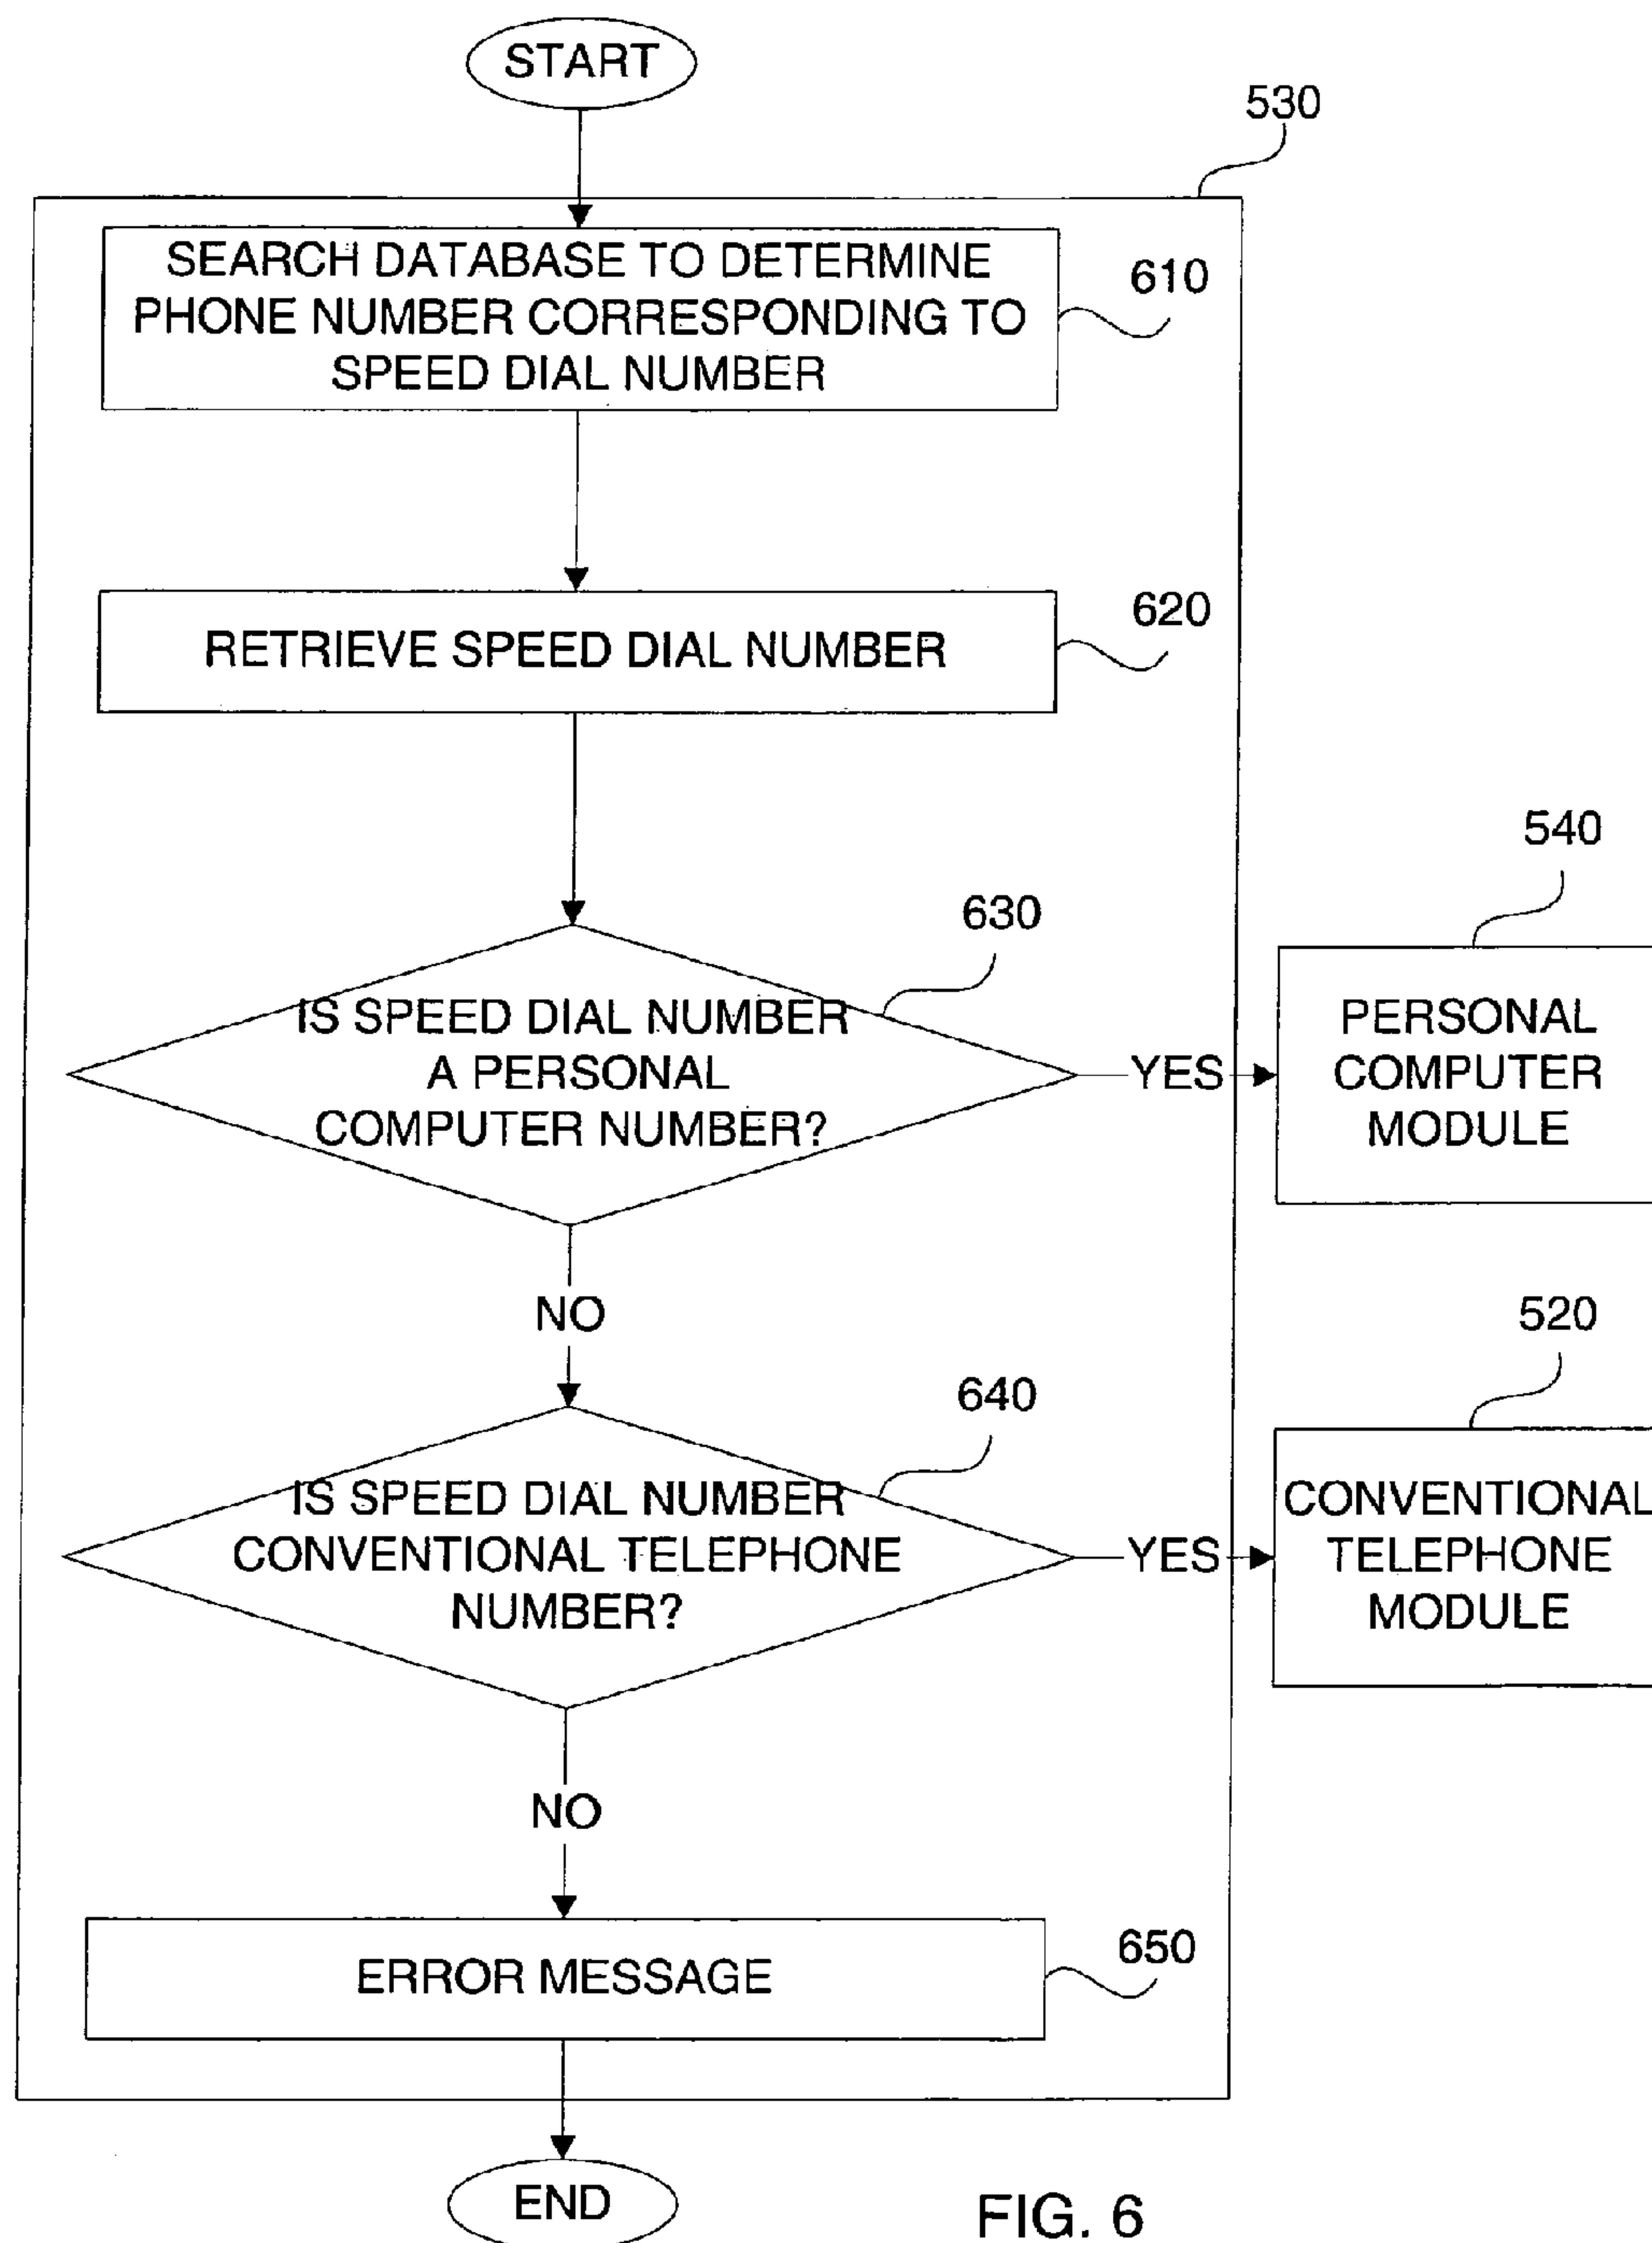 START
530
SEARCH DATABASE TO DETERMINE
PHONE NUMBER CORRESPONDING TO
SPEED DIAL NUMBER
610
RETRIEVE SPEED DIAL NUMBER
620
630
IS SPEED DIAL NUMBER
A PERSONAL
COMPUTER NUMBER?
YES
540
PERSONAL
COMPUTER
MODULE
NO
640
IS SPEED DIAL NUMBER
CONVENTIONAL TELEPHONE
NUMBER?
YES
520
CONVENTIONAL
TELEPHONE
MODULE
NO
ERROR MESSAGE
650
END
FIG. 6